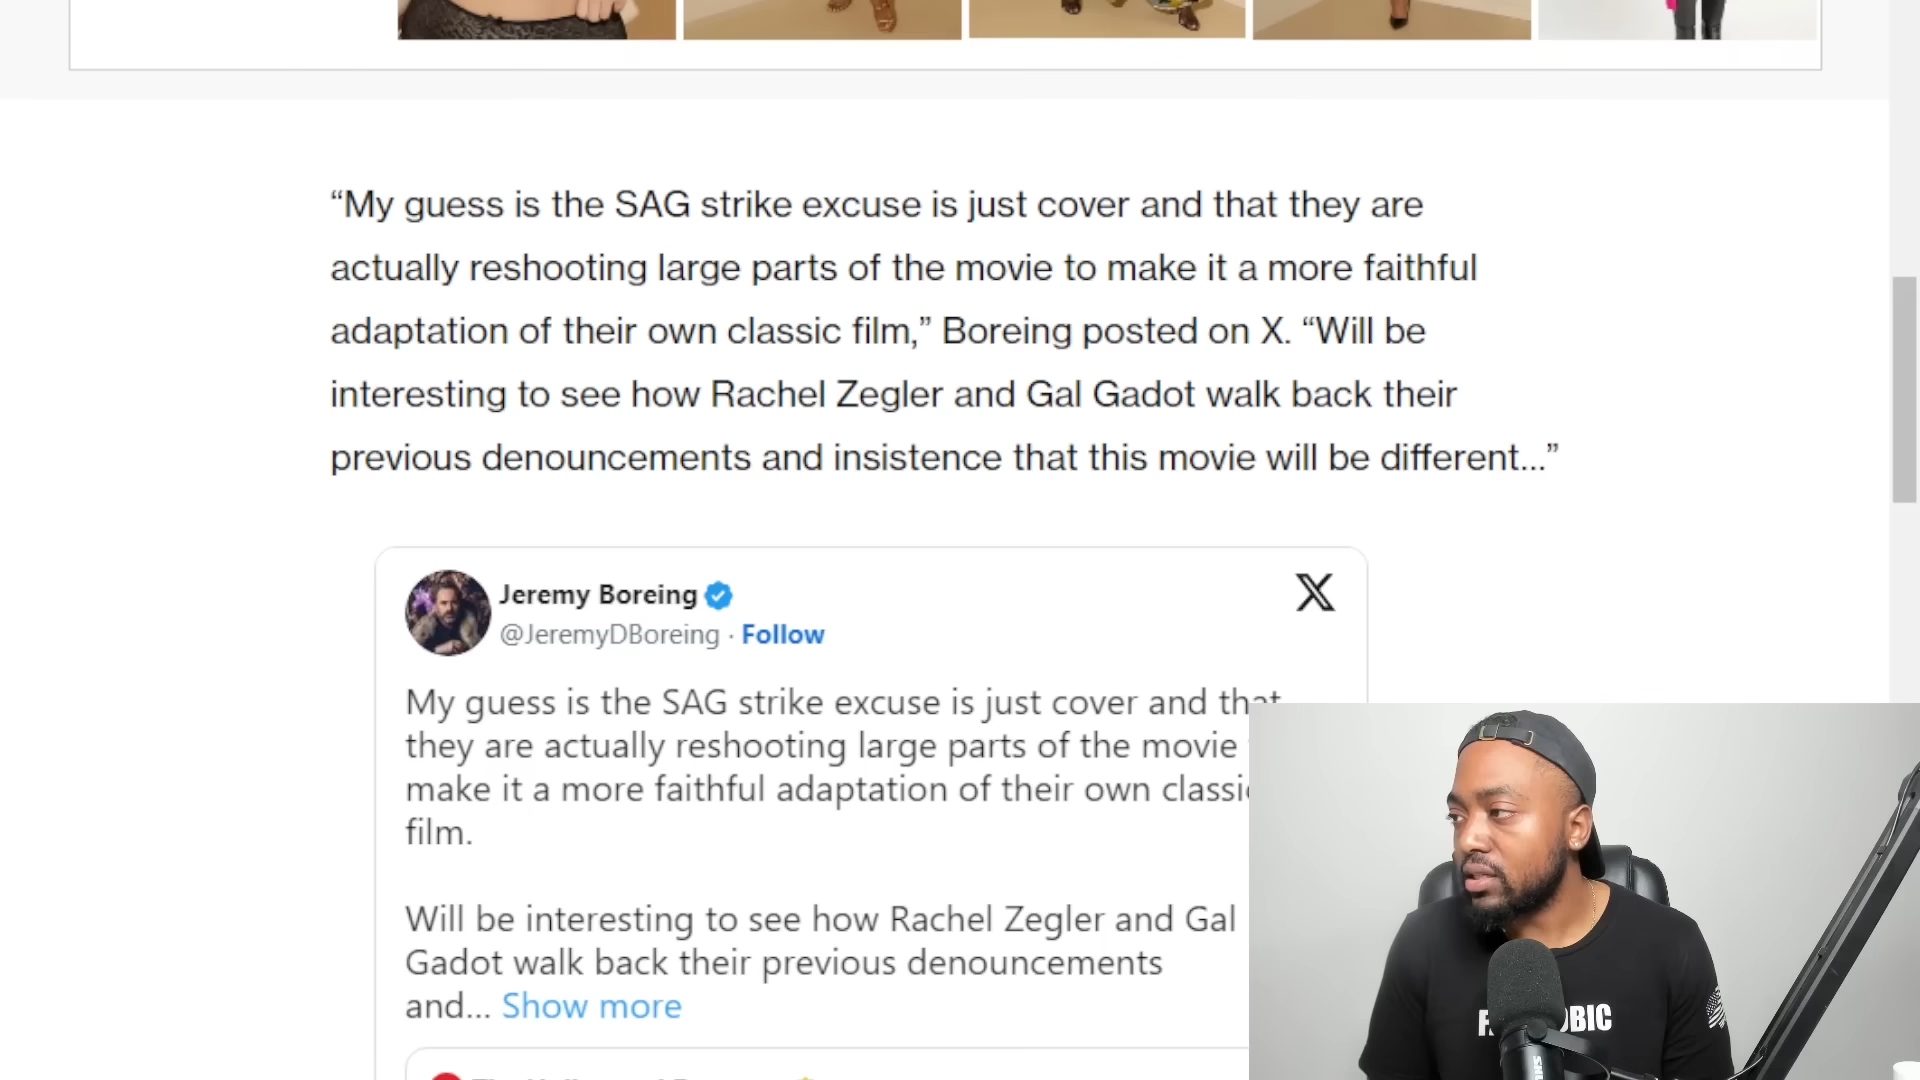 “My guess is the SAG strike excuse is just cover and that they are
actually reshooting large parts of the movie to make it a more faithful
adaptation of their own classic film,” Boreing posted on X. “Will be
interesting to see how Rachel Zegler and Gal Gadot walk back their
previous denouncements and insistence that this movie will be different...”
Jeremy Boreing
@JeremyDBoreing · Follow
My guess is the SAG strike excuse is just cover and that
they are actually reshooting large parts of the movie
make it a more faithful adaptation of their own classic
film.
Will be interesting to see how Rachel Zegler and Gal
Gadot walk back their previous denouncements
and... Show more